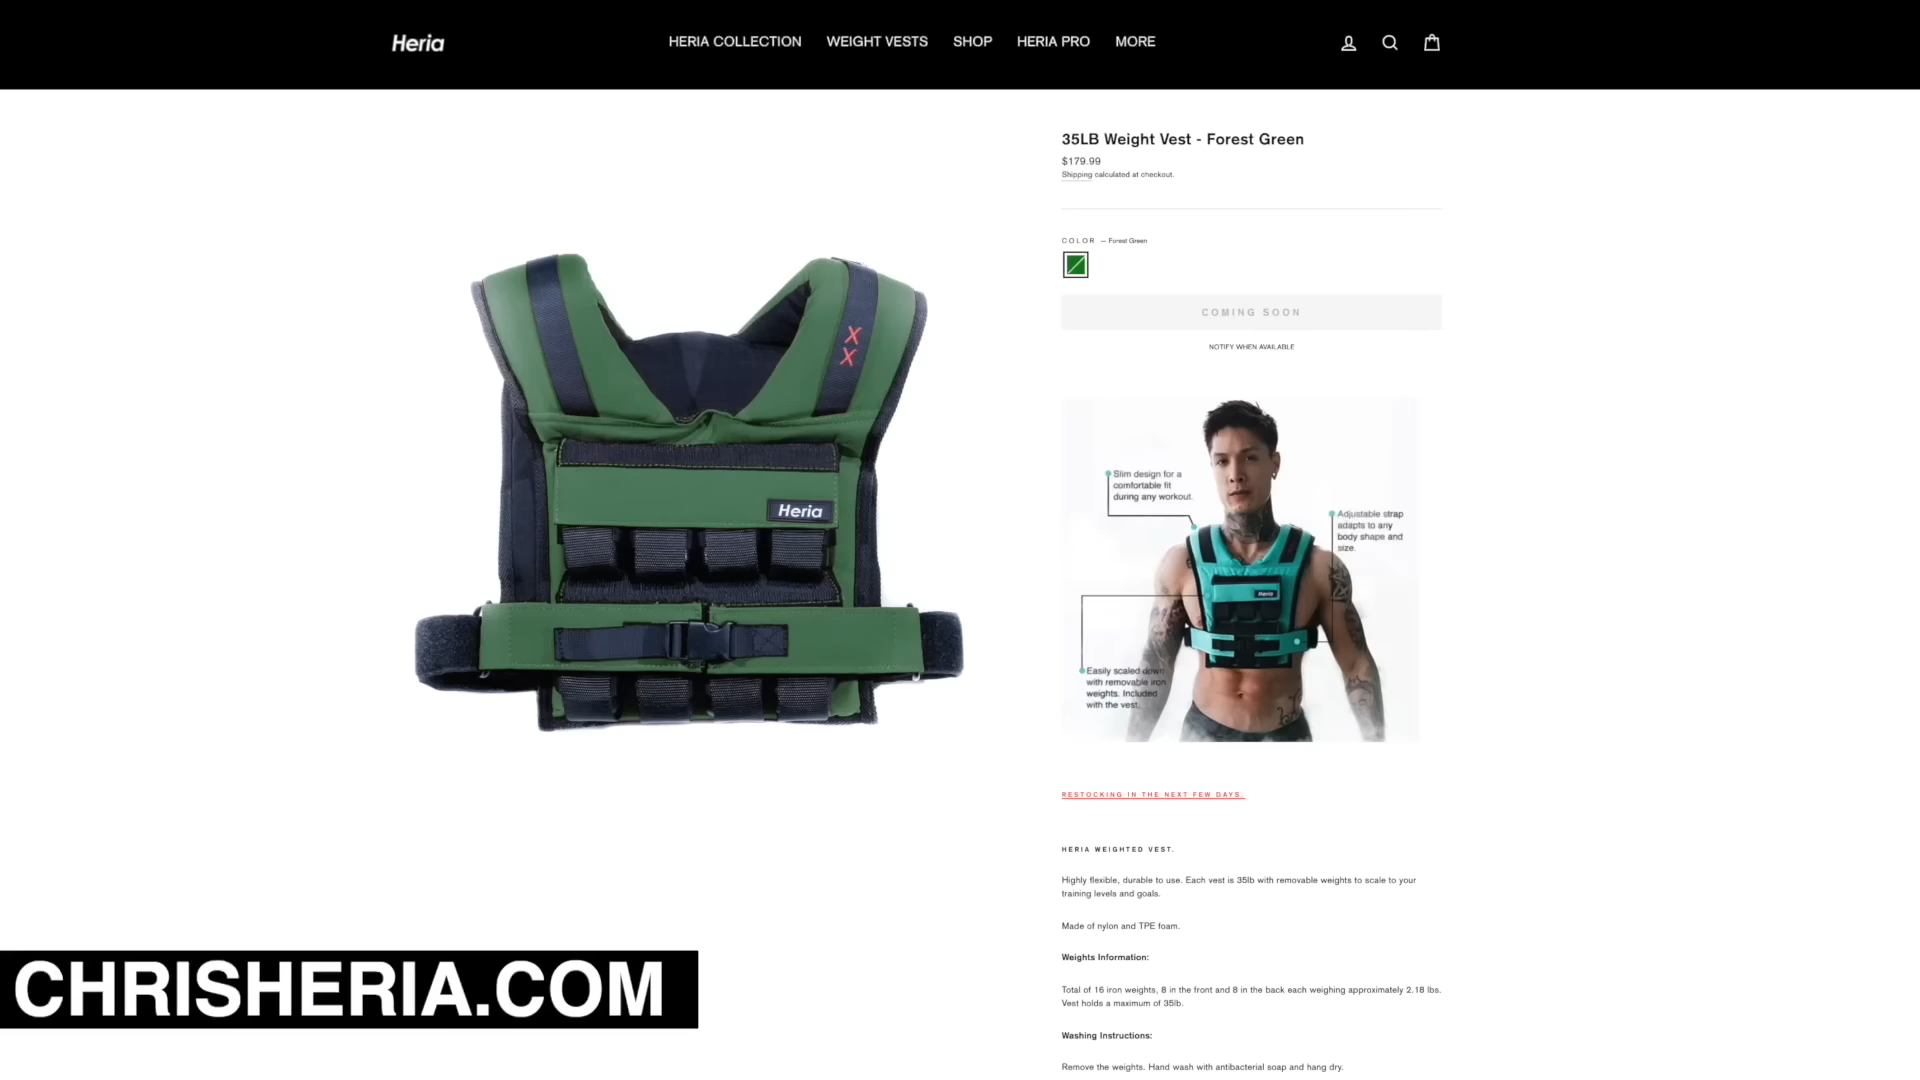 Heria
HERIA COLLECTION
WEIGHT VESTS
SHOP
HERIA PRO
MORE
35LB Weight Vest - Forest Green
$179.99
Shipping calculated at checkout.
COLOR — Forest Green
COMING SOON
NOTIFY WHEN AVAILABLE
X
X
Heria
Slim design for a
comfortable fit
during any workout.
Adjustable strap
adapts to any
body shape and
size.
Heria
Easily scaled down
with removable iron
weights. Included
with the vest.
RESTOCKING IN THE NEXT FEW DAYS.
HERIA WEIGHTED VEST.
Highly flexible, durable to use. Each vest is 35lb with removable weights to scale to your
training levels and goals.
Made of nylon and TPE foam.
Weights Information:
Total of 16 iron weights, 8 in the front and 8 in the back each weighing approximately 2.18 lbs.
Vest holds a maximum of 35lb.
Washing Instructions:
Remove the weights. Hand wash with antibacterial soap and hang dry.
CHRISHERIA.COM